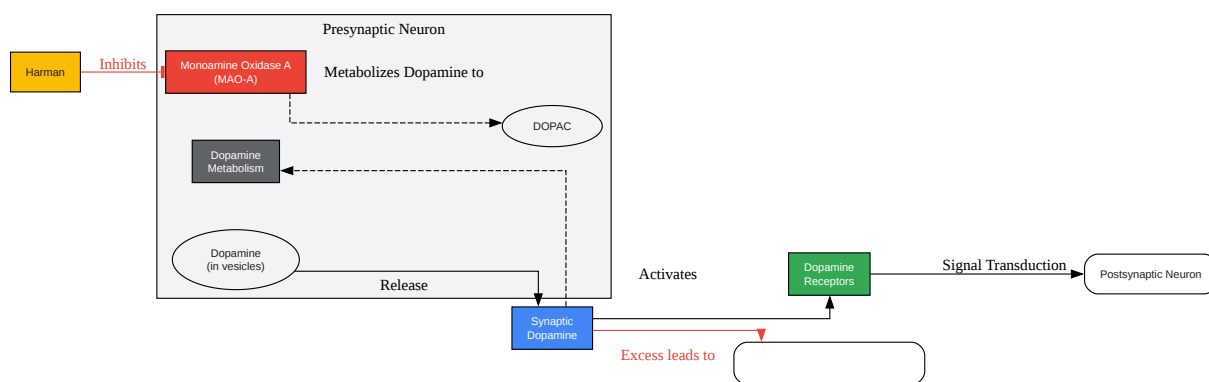 Presynaptic Neuron
Harman
Inhibits
Monoamine Oxidase A
(MAO-A)
Metabolizes Dopamine to
DOPAC
Dopamine
Metabolism
Dopamine
(in vesicles)
Release
Synaptic
Dopamine
Activates
Excess leads to
Dopamine
Receptors
Signal Transduction
Postsynaptic Neuron